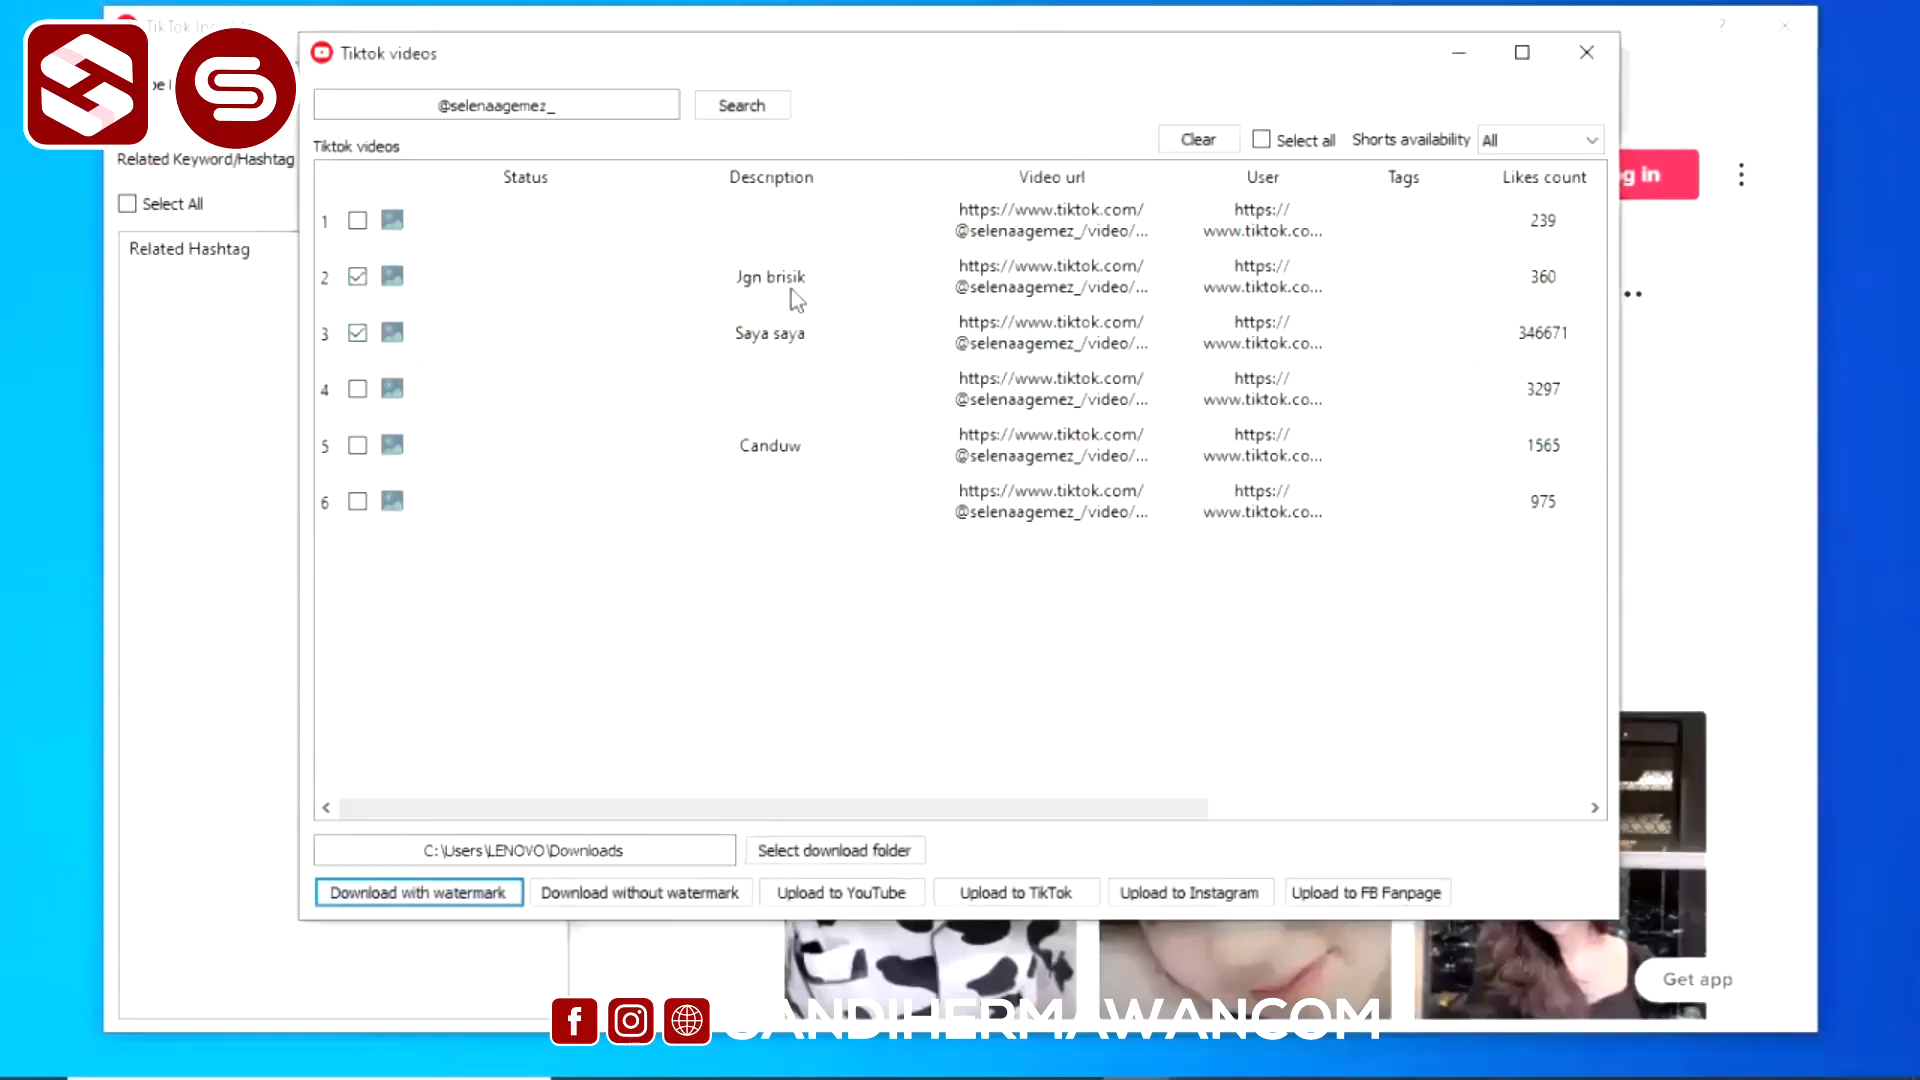 TikTok In
?
Tiktok videos
@selenaagemez_
Search
Clear
Select all
Shorts availability
All
Tiktok videos
Related Keyword/Hashtag
Select All
Related Hashtag
g in
Status Description Video url User Tags Likes count
1 https://www.tiktok.com/ @selenaagemez_/video/... https:// www.tiktok.co... 239
2 Jgn brisik https://www.tiktok.com/ @selenaagemez_/video/... https:// www.tiktok.co... 360
3 Saya saya https://www.tiktok.com/ @selenaagemez_/video/... https:// www.tiktok.co... 346671
4 https://www.tiktok.com/ @selenaagemez_/video/... https:// www.tiktok.co... 3297
5 Canduw https://www.tiktok.com/ @selenaagemez_/video/... https:// www.tiktok.co... 1565
6 https://www.tiktok.com/ @selenaagemez_/video/... https:// www.tiktok.co... 975
C:\Users\LENOVO\Downloads
Select download folder
Download with watermark
Download without watermark
Upload to YouTube
Upload to TikTok
Upload to Instagram
Upload to FB Fanpage
Get app
SANDIHERMAWANCOM